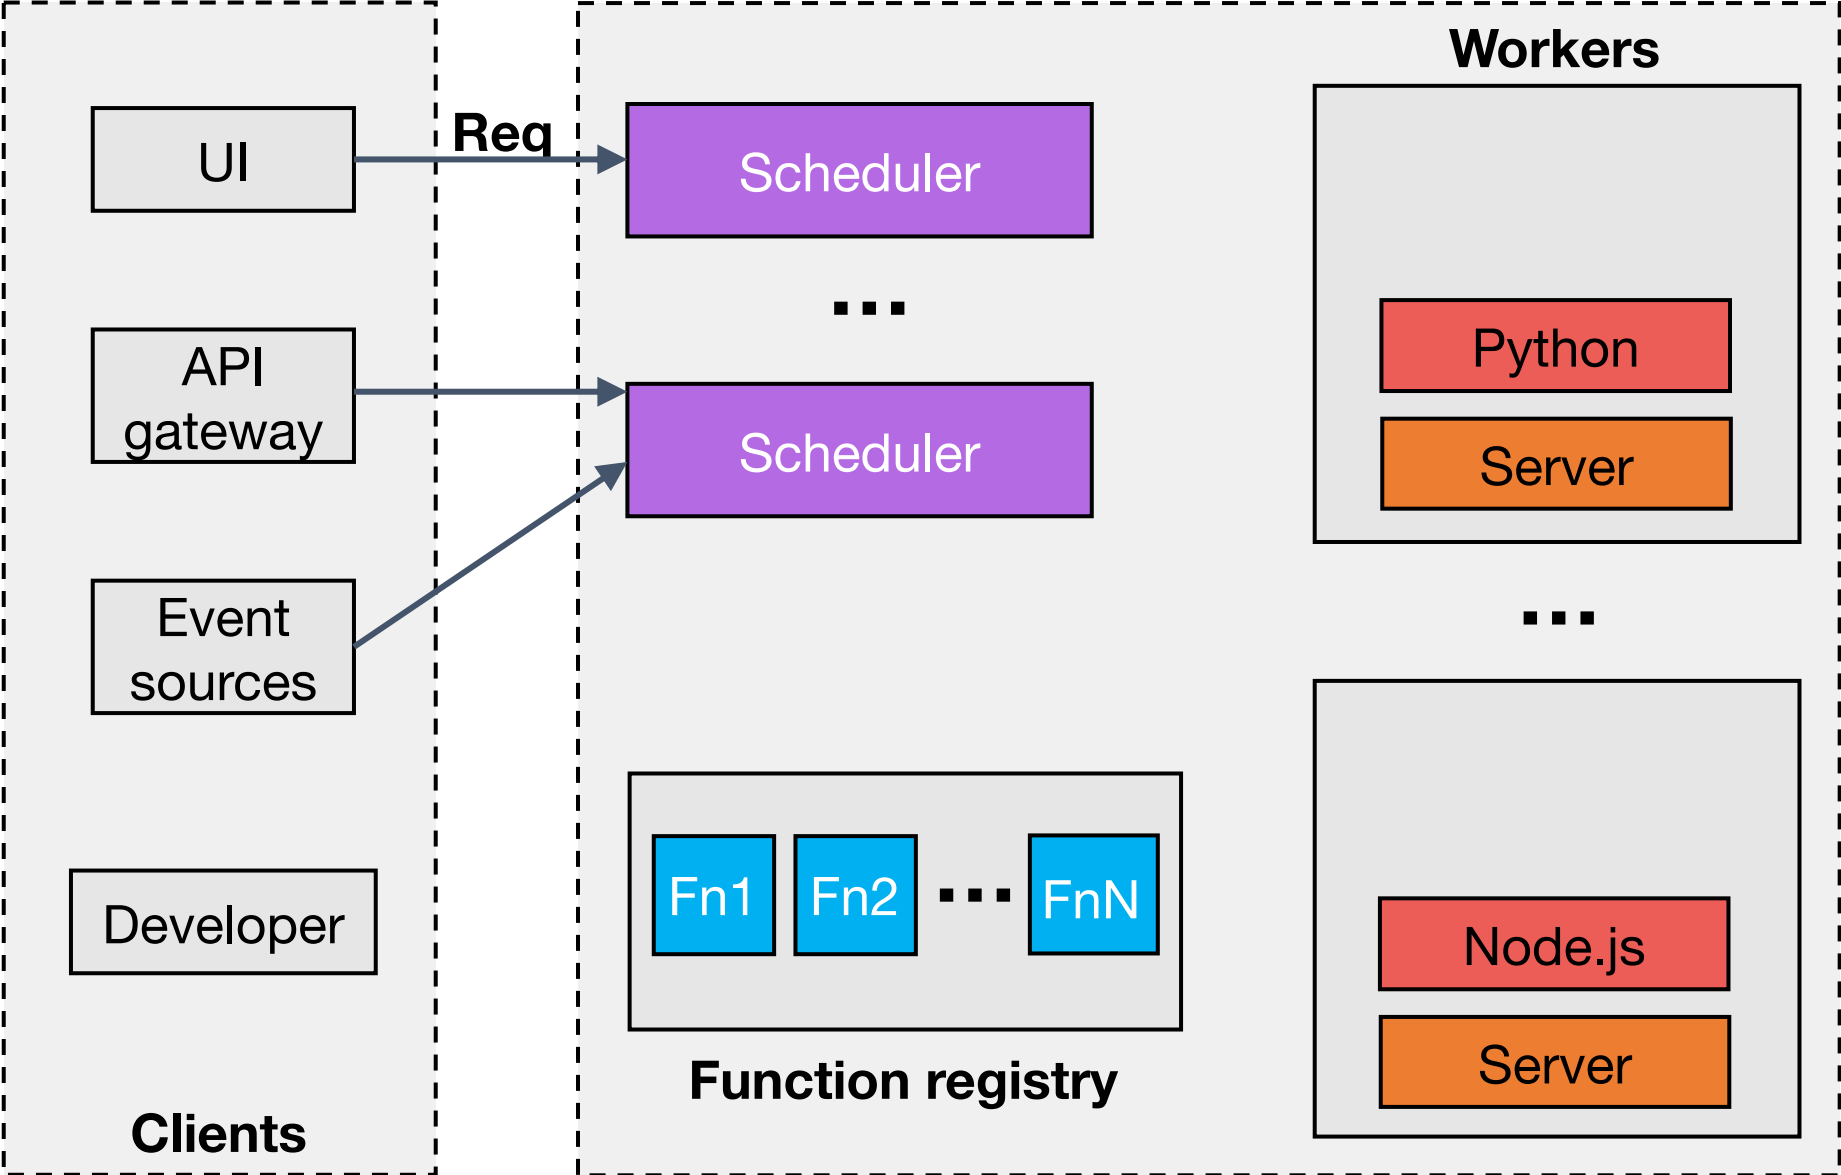 UI
API
gateway
Event
sources
Developer
Clients
Req
Scheduler
...
Scheduler
Fn1
Fn2
...
FnN
Function registry
Workers
Python
Server
...
Node.js
Server